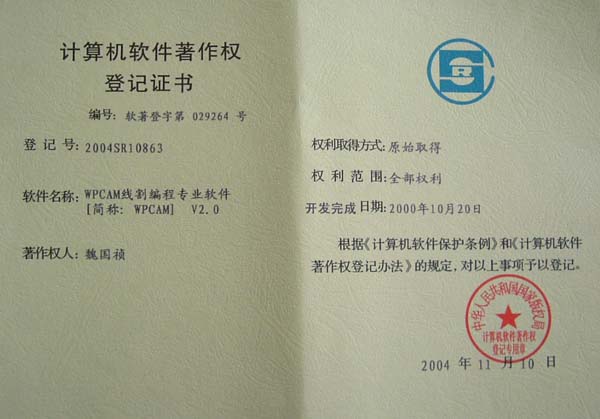 计算机软件著作权
登记证书
编号: 软著登字第 029264 号
登 记 号: 2004SR10863
软件名称: WPCAM线割编程专业软件
[简称: WPCAM] V2.0
著作权人: 魏国祯
SR
权利取得方式: 原始取得
权 利 范 围: 全部权利
开发完成日期: 2000年10月20日
根据《计算机软件保护条例》和《计算机软件
著作权登记办法》的规定, 对以上事项予以登记。
中华人民共和国国家版权局
计算机软件著作权
登记专用章
2004 年 11 月 10 日